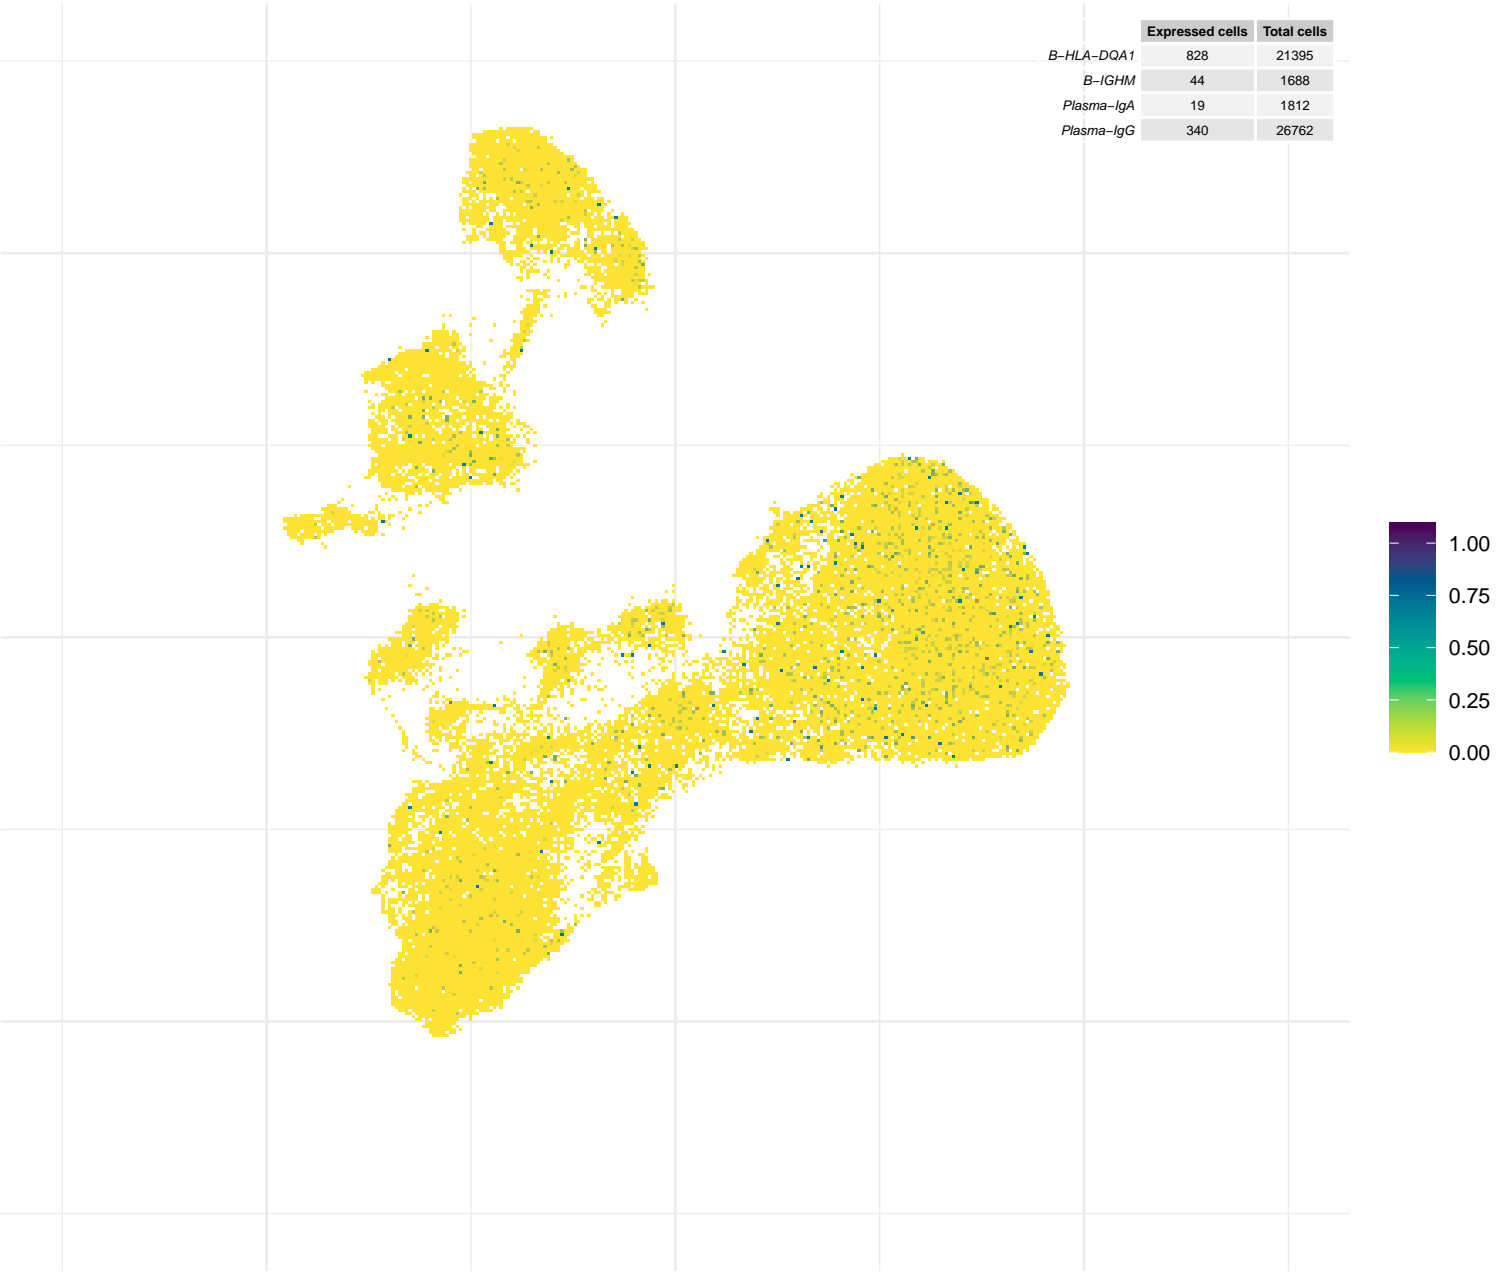 Expressed cells Total cells
B−HLA−DQA1 828 21395
B−IGHM 44 1688
Plasma−IgA 19 1812
Plasma−IgG 340 26762
1.00
0.75
0.50
0.25
0.00